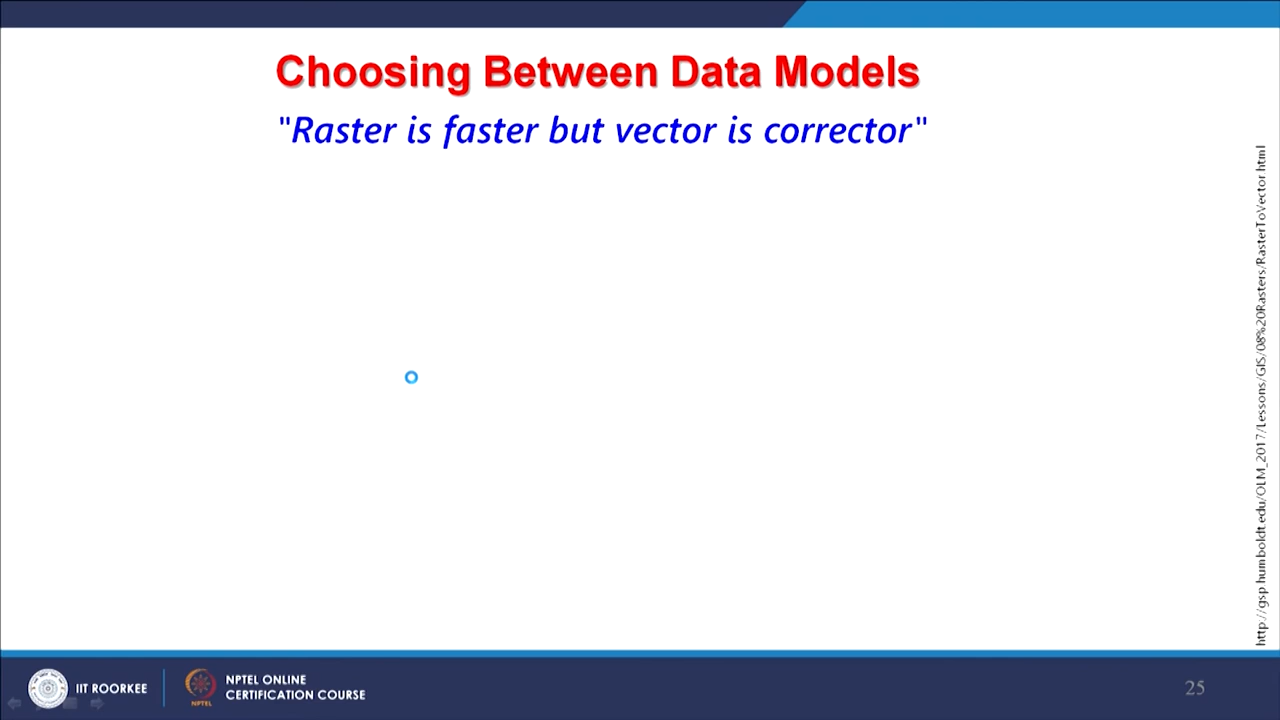 Choosing Between Data Models
"Raster is faster but vector is corrector"
http://gsp.humboldt.edu/OLM_2017/Lessons/GIS/08%20Rasters/RasterToVector.html
IIT ROORKEE
NPTEL
NPTEL ONLINE
CERTIFICATION COURSE
25